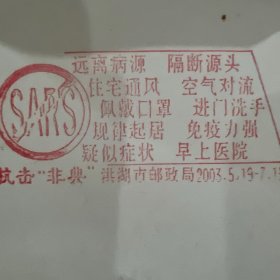 远离病源 隔断源头
住宅通风 空气对流
佩戴口罩 进门洗手
规律起居 免疫力强
疑似症状 早上医院
SARS
抗击“非典”洪湖市邮政局2003.5.19-7.1